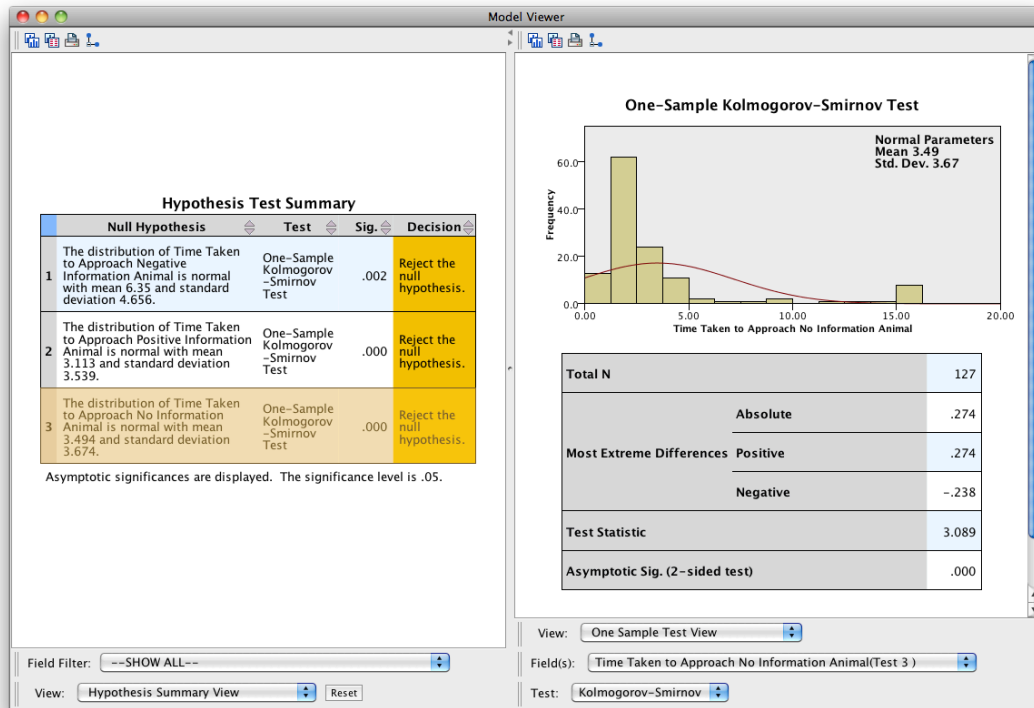 Model Viewer
Hypothesis Test Summary
Null Hypothesis Test Sig. Decision
1
The distribution of Time Taken
to Approach Negative
Information Animal is normal
with mean 6.35 and standard
deviation 4.656.
One-Sample
Kolmogorov
-Smirnov
Test
.002
Reject the
null
hypothesis.
2
The distribution of Time Taken
to Approach Positive Information
Animal is normal with mean
3.113 and standard deviation
3.539.
One-Sample
Kolmogorov
-Smirnov
Test
.000
Reject the
null
hypothesis.
3
The distribution of Time Taken
to Approach No Information
Animal is normal with mean
3.494 and standard deviation
3.674.
One-Sample
Kolmogorov
-Smirnov
Test
.000
Reject the
null
hypothesis.
Asymptotic significances are displayed.  The significance level is .05.
Field Filter: --SHOW ALL--
View: Hypothesis Summary View Reset
One-Sample Kolmogorov-Smirnov Test
Normal Parameters
Mean 3.49
Std. Dev. 3.67
Frequency
60.0
40.0
20.0
0.0
0.00 5.00 10.00 15.00 20.00
Time Taken to Approach No Information Animal
Total N 127
Most Extreme Differences
Absolute .274
Positive .274
Negative -.238
Test Statistic 3.089
Asymptotic Sig. (2-sided test) .000
View: One Sample Test View
Field(s): Time Taken to Approach No Information Animal(Test 3 )
Test: Kolmogorov-Smirnov